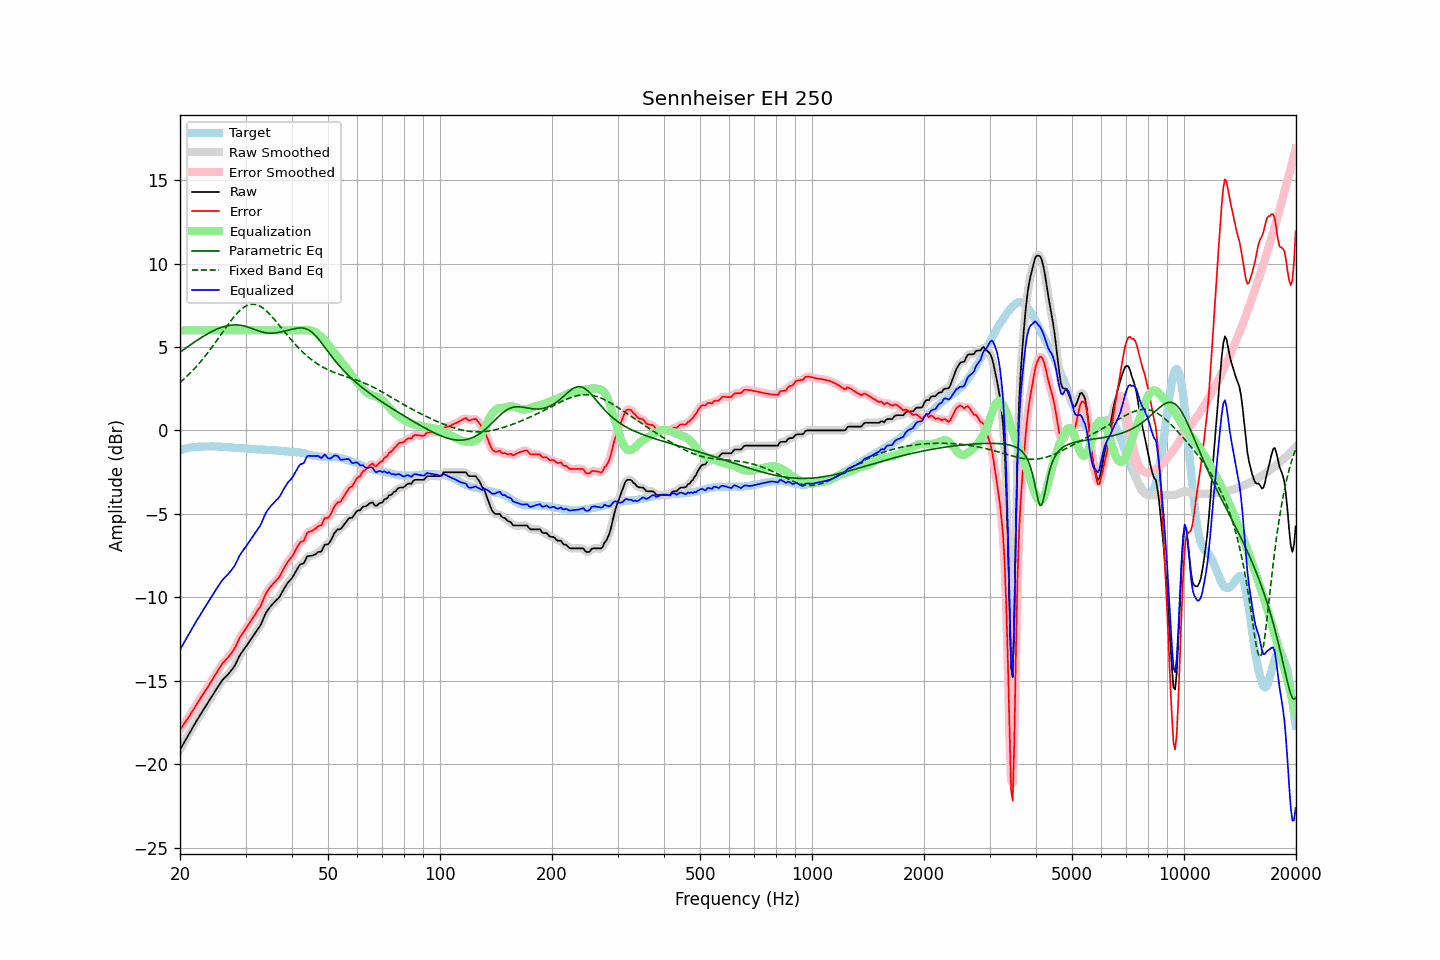 Sennheiser EH 250
Target
Raw Smoothed
Error Smoothed
Raw
Error
Equalization
Parametric Eq
Fixed Band Eq
Equalized
15
10
5
0
−5
−10
−15
−20
−25
Amplitude (dBr)
20 50 100 200 500 1000 2000 5000 10000 20000
Frequency (Hz)